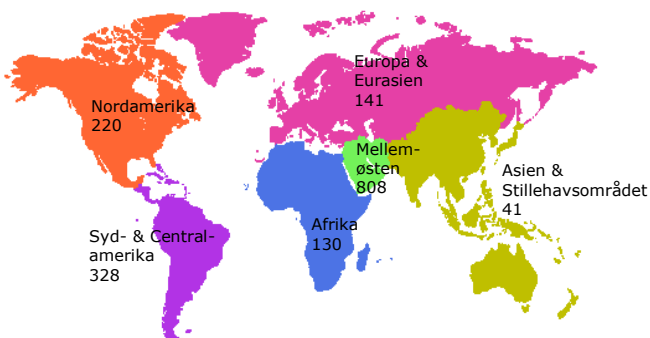 Europa &
Eurasien
141
Nordamerika
220
Mellem-
østen
808
Asien &
Stillehavsområdet
41
Afrika
130
Syd- & Central-
amerika
328